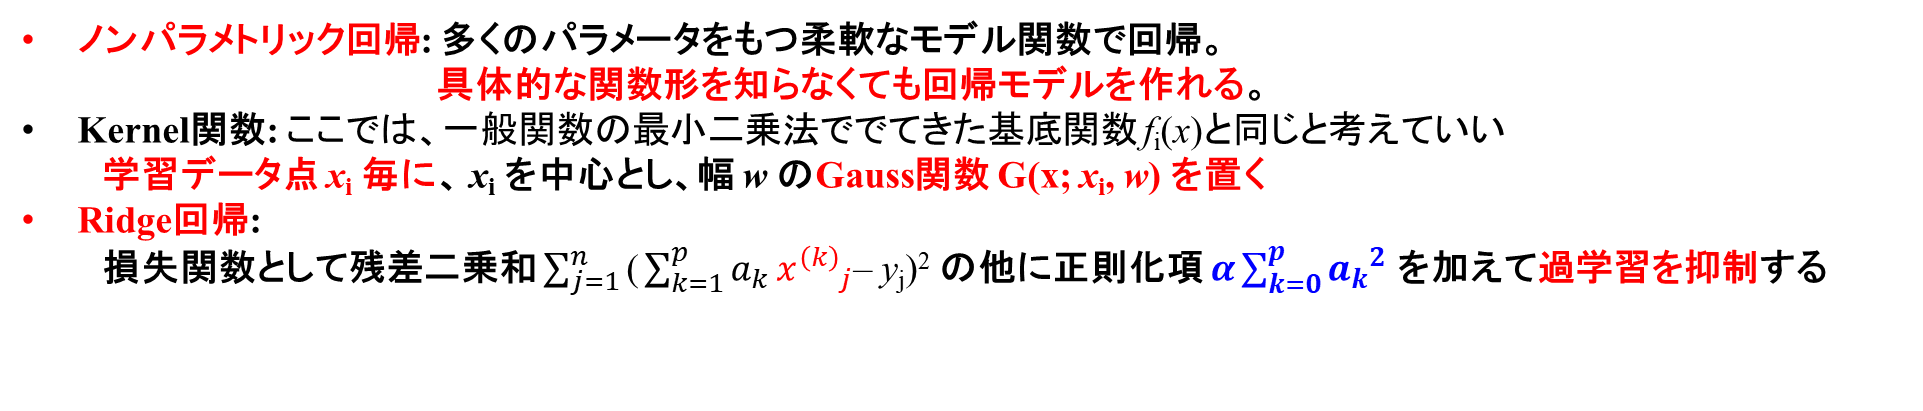 • ノンパラメトリック回帰: 多くのパラメータをもつ柔軟なモデル関数で回帰。
具体的な関数形を知らなくても回帰モデルを作れる。
• Kernel関数: ここでは、一般関数の最小二乗法ででてきた基底関数 fi(x)と同じと考えていい
学習データ点 xi 毎に、xi を中心とし、幅 w のGauss関数 G(x; xi, w) を置く
• Ridge回帰:
損失関数として残差二乗和 ∑_{j=1}^{n} (∑_{k=1}^{p} a_k x^{(k)}_j − y_j)^2 の他に正則化項 α∑_{k=0}^{p} a_k^2 を加えて過学習を抑制する